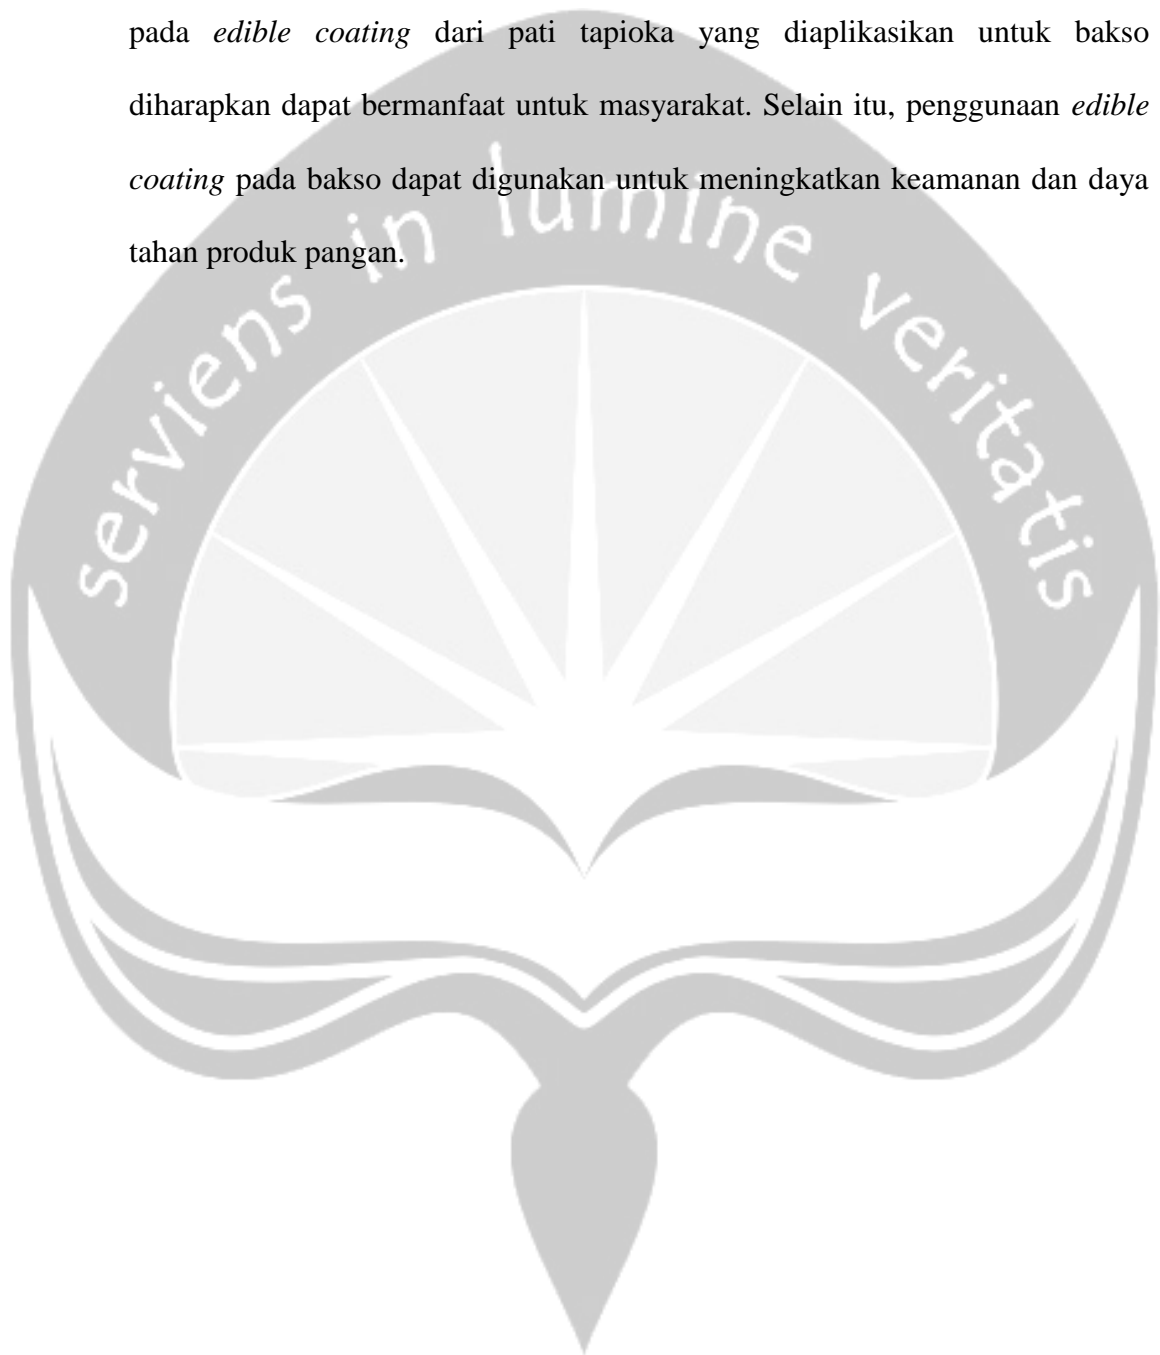 pada edible coating dari pati tapioka yang diaplikasikan untuk bakso
diharapkan dapat bermanfaat untuk masyarakat. Selain itu, penggunaan edible
coating pada bakso dapat digunakan untuk meningkatkan keamanan dan daya
tahan produk pangan.
serviens in lumine veritatis